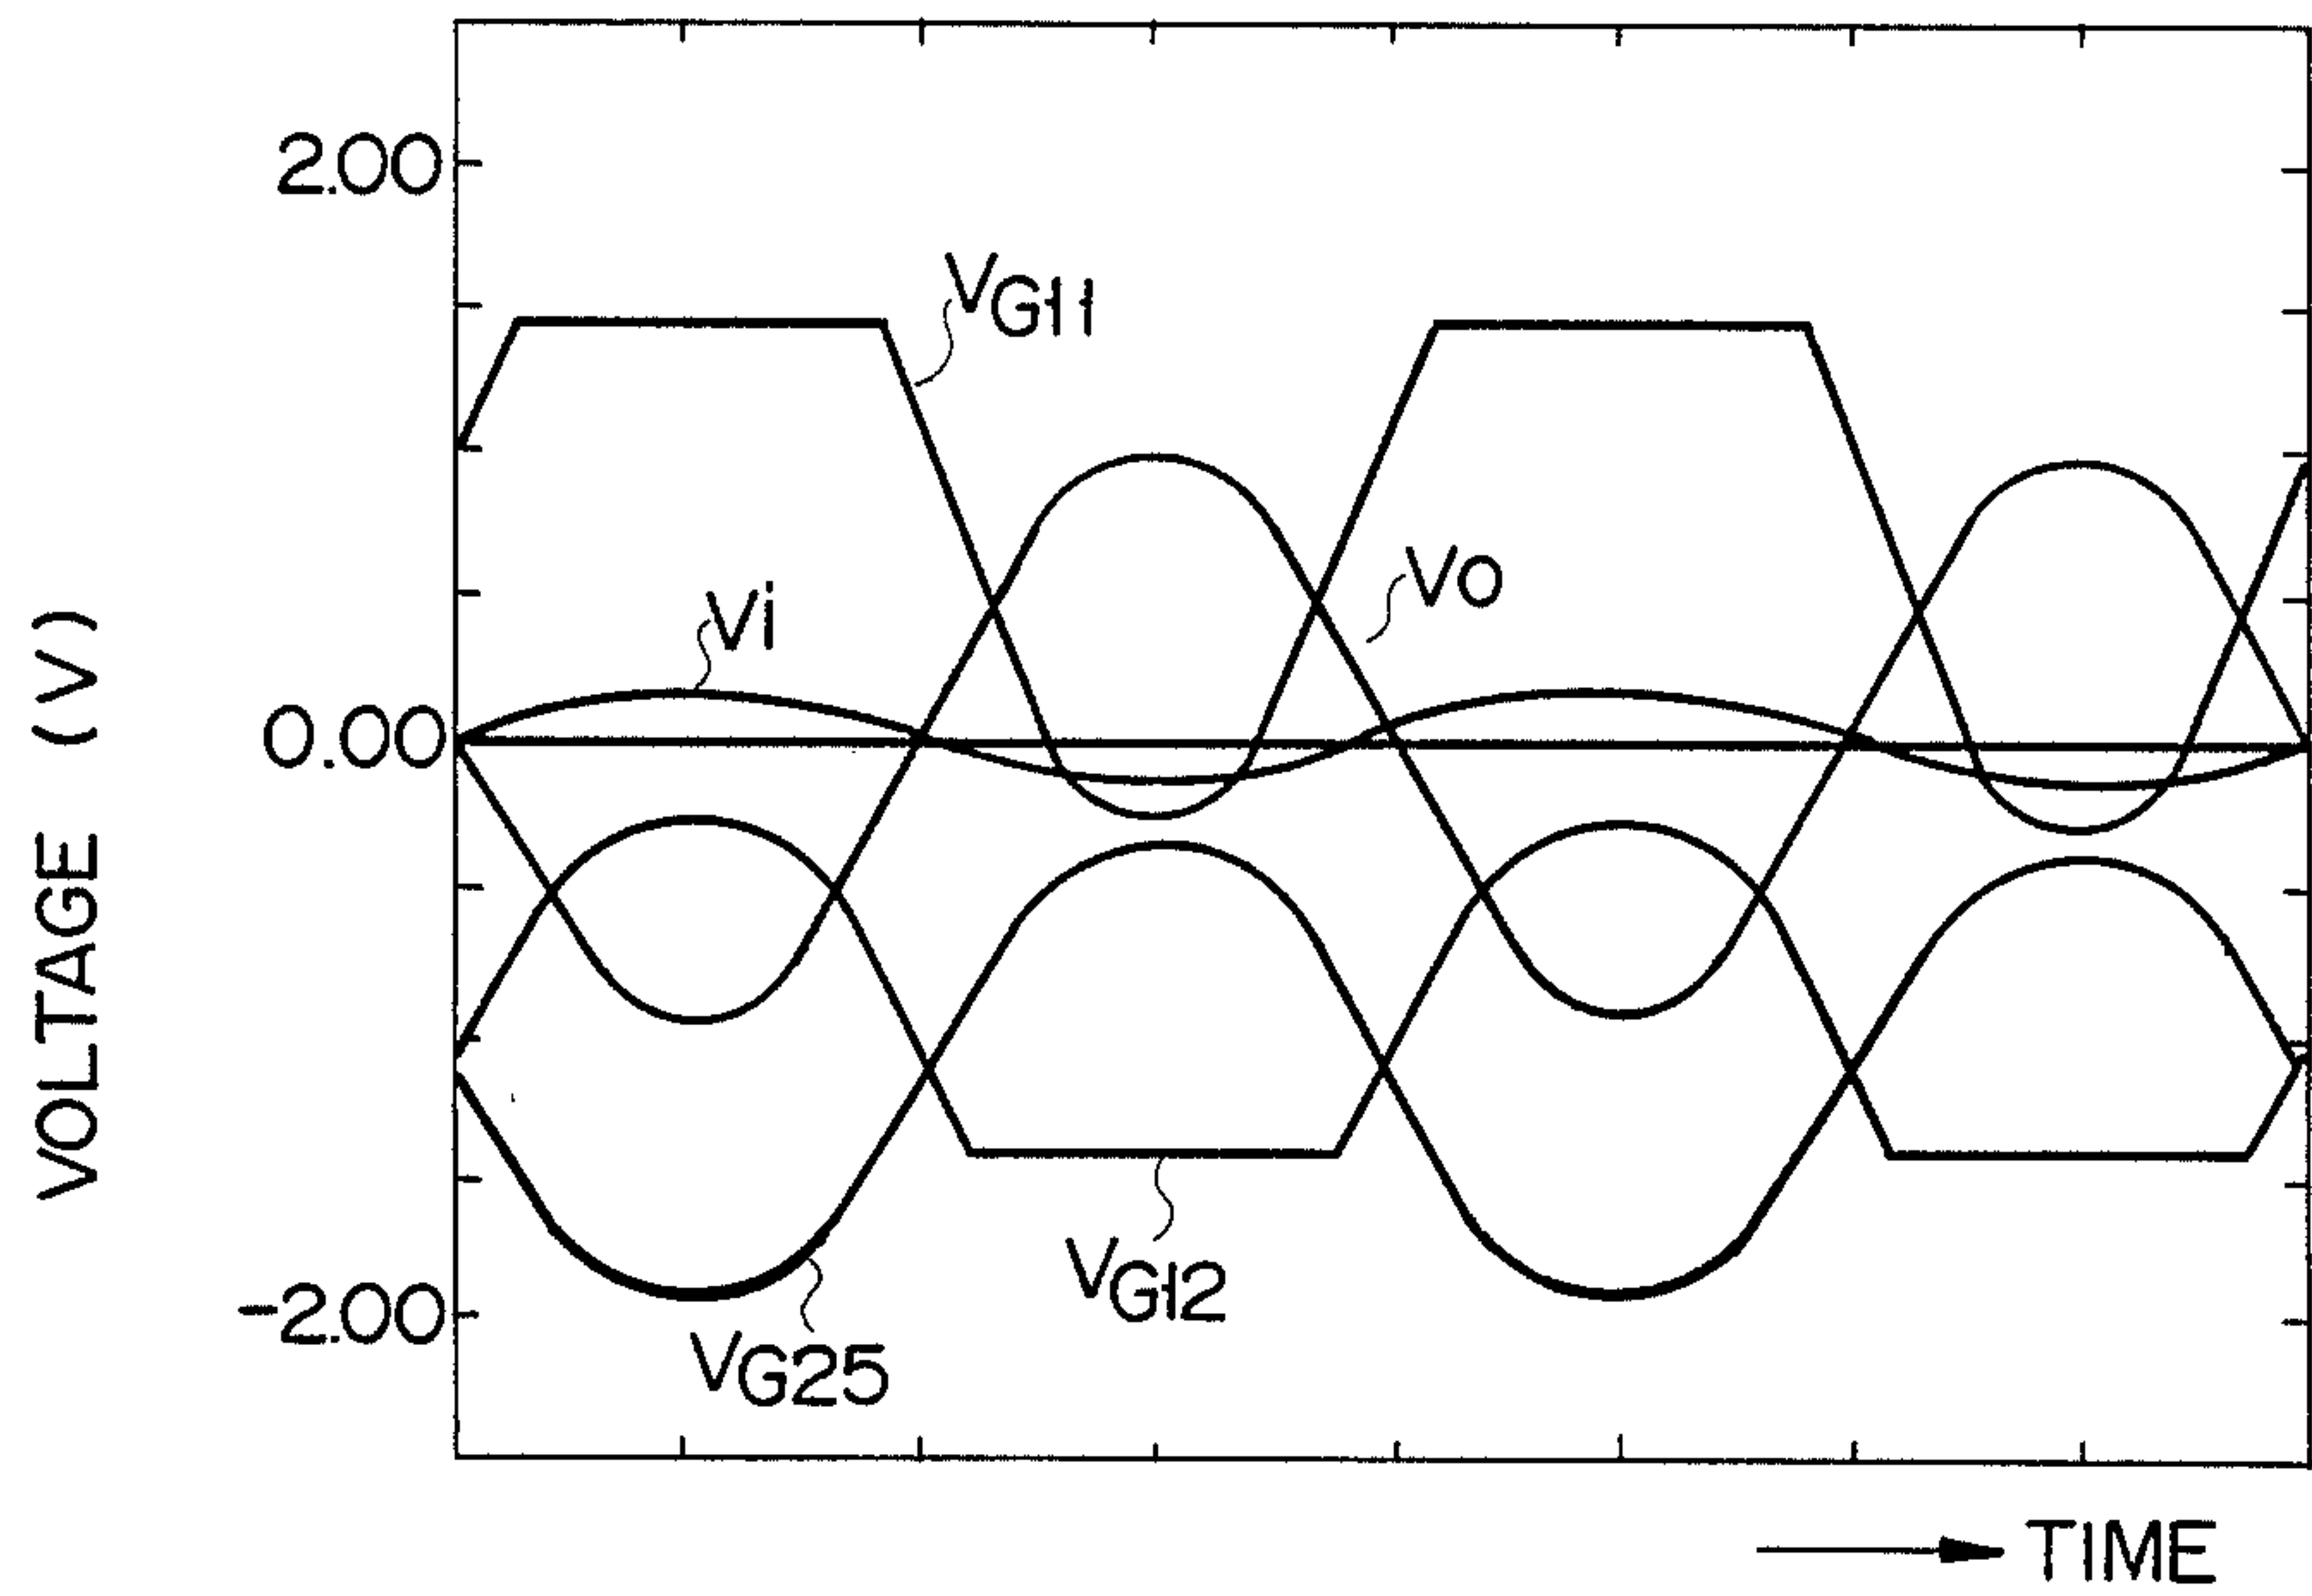 2.00
VG11
Vi
Vo
0.00
VOLTAGE (V)
VG12
-2.00
VG25
TIME